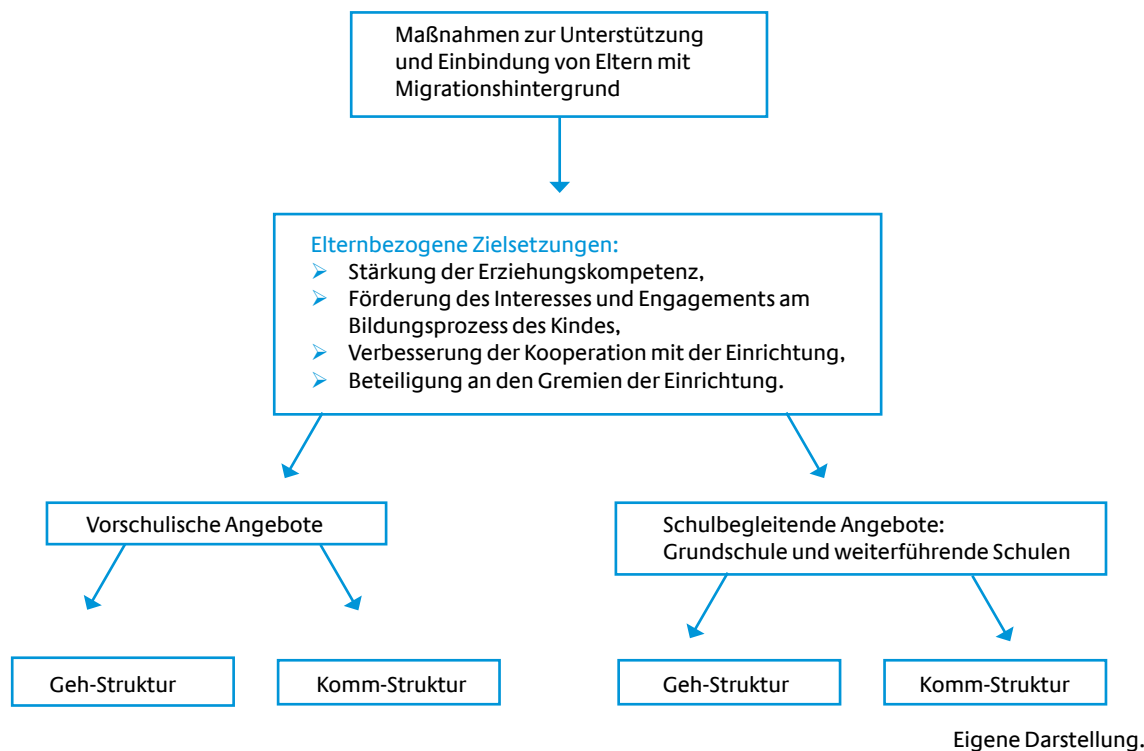 Maßnahmen zur Unterstützung
und Einbindung von Eltern mit
Migrationshintergrund
Elternbezogene Zielsetzungen:
➢ Stärkung der Erziehungskompetenz,
➢ Förderung des Interesses und Engagements am
Bildungsprozess des Kindes,
➢ Verbesserung der Kooperation mit der Einrichtung,
➢ Beteiligung an den Gremien der Einrichtung.
Vorschulische Angebote
Schulbegleitende Angebote:
Grundschule und weiterführende Schulen
Geh-Struktur
Komm-Struktur
Geh-Struktur
Komm-Struktur
Eigene Darstellung.